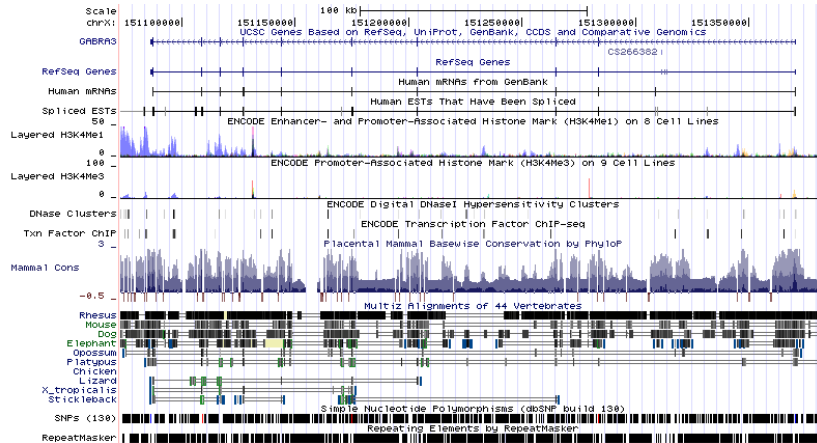 Scale 100 kb
chrX: 151100000 151150000 151200000 151250000 151300000 151350000
UCSC Genes Based on RefSeq, UniProt, GenBank, CCDS and Comparative Genomics
GABRA3
CS266382
RefSeq Genes
RefSeq Genes
Human mRNAs from GenBank
Human mRNAs
Human ESTs That Have Been Spliced
Spliced ESTs
ENCODE Enhancer- and Promoter-Associated Histone Mark (H3K4Me1) on 8 Cell Lines
50
Layered H3K4Me1
0
ENCODE Promoter-Associated Histone Mark (H3K4Me3) on 9 Cell Lines
100
Layered H3K4Me3
0
ENCODE Digital DNaseI Hypersensitivity Clusters
DNase Clusters
ENCODE Transcription Factor ChIP-seq
Txn Factor ChIP
Placental Mammal Basewise Conservation by PhyloP
3
Mammal Cons
-0.5
Multiz Alignments of 44 Vertebrates
Rhesus
Mouse
Dog
Elephant
Opossum
Platypus
Chicken
Lizard
X_tropicalis
Stickleback
Simple Nucleotide Polymorphisms (dbSNP build 130)
SNPs (130)
Repeating Elements by RepeatMasker
RepeatMasker